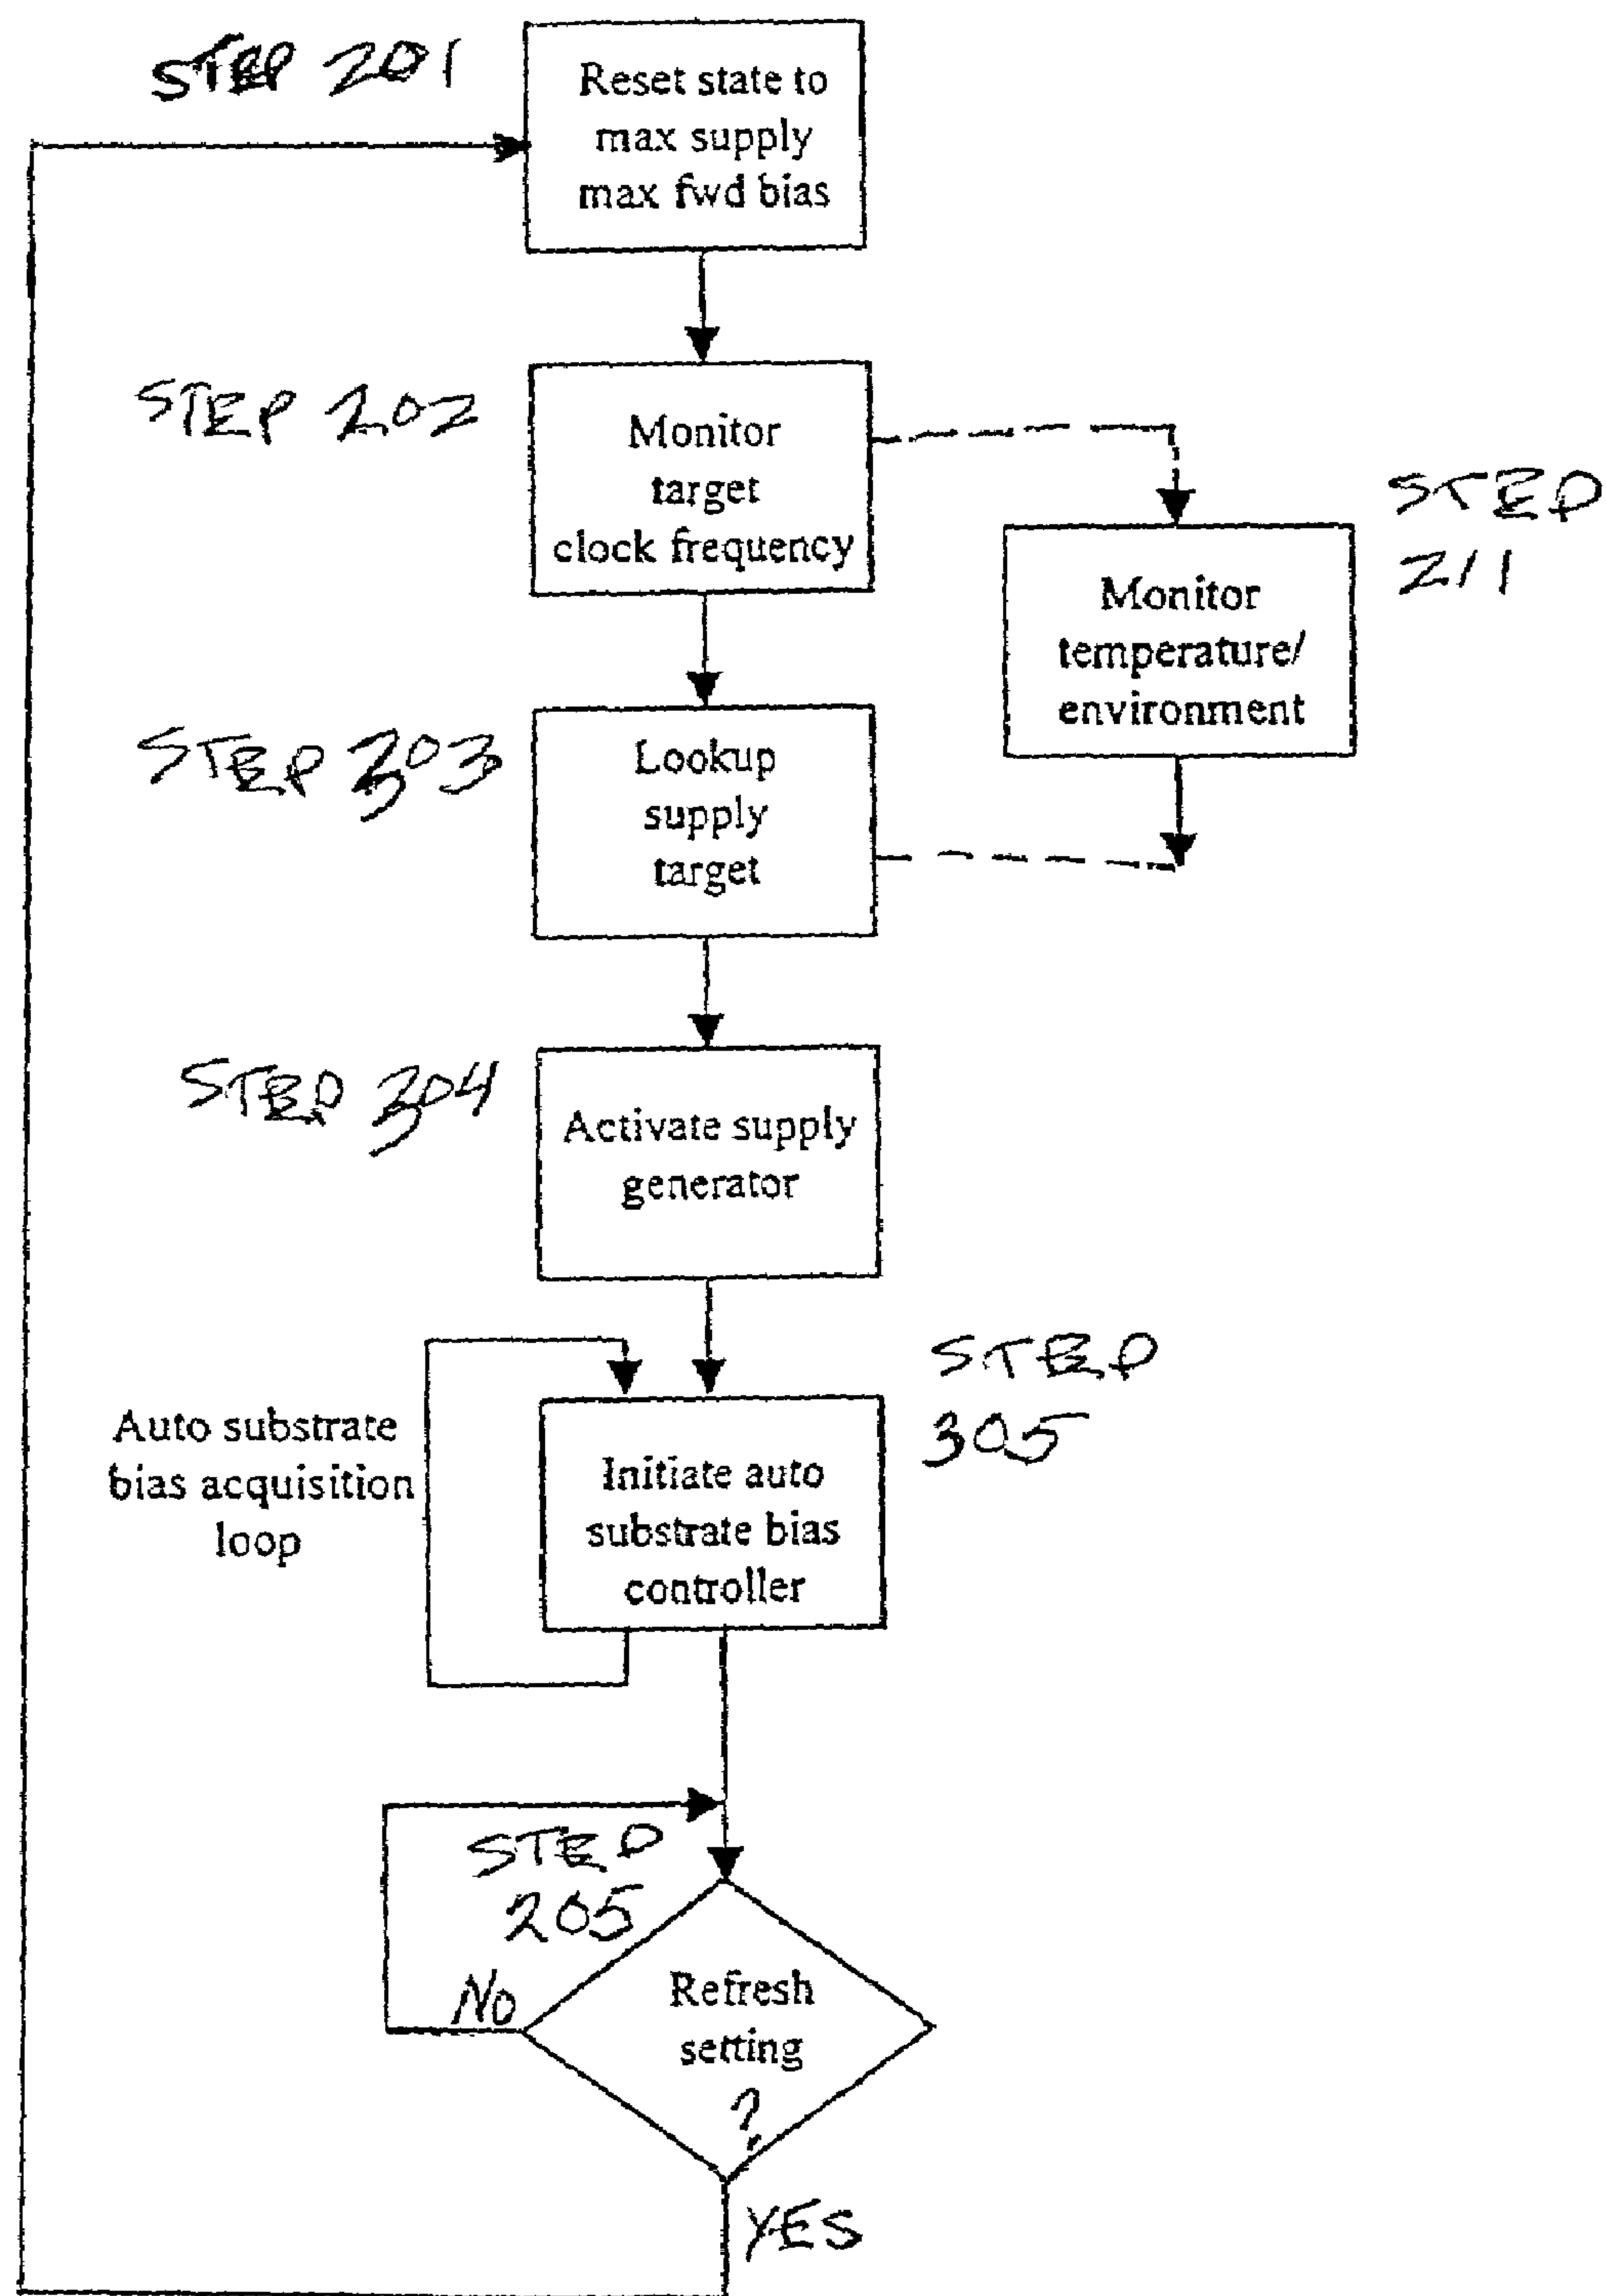 STEP 201
Reset state to
max supply
max fwd bias
STEP 202
Monitor
target
clock frequency
STEP
211
Monitor
temperature/
environment
STEP 303
Lookup
supply
target
STEP 304
Activate supply
generator
STEP
305
Auto substrate
bias acquisition
loop
Initiate auto
substrate bias
controller
STEP
205
NO
Refresh
setting
?
YES